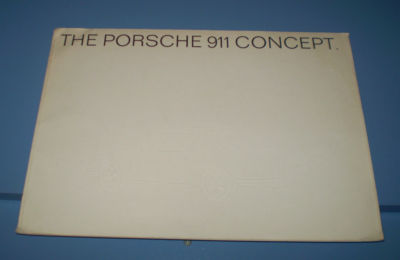 THE PORSCHE 911 CONCEPT.